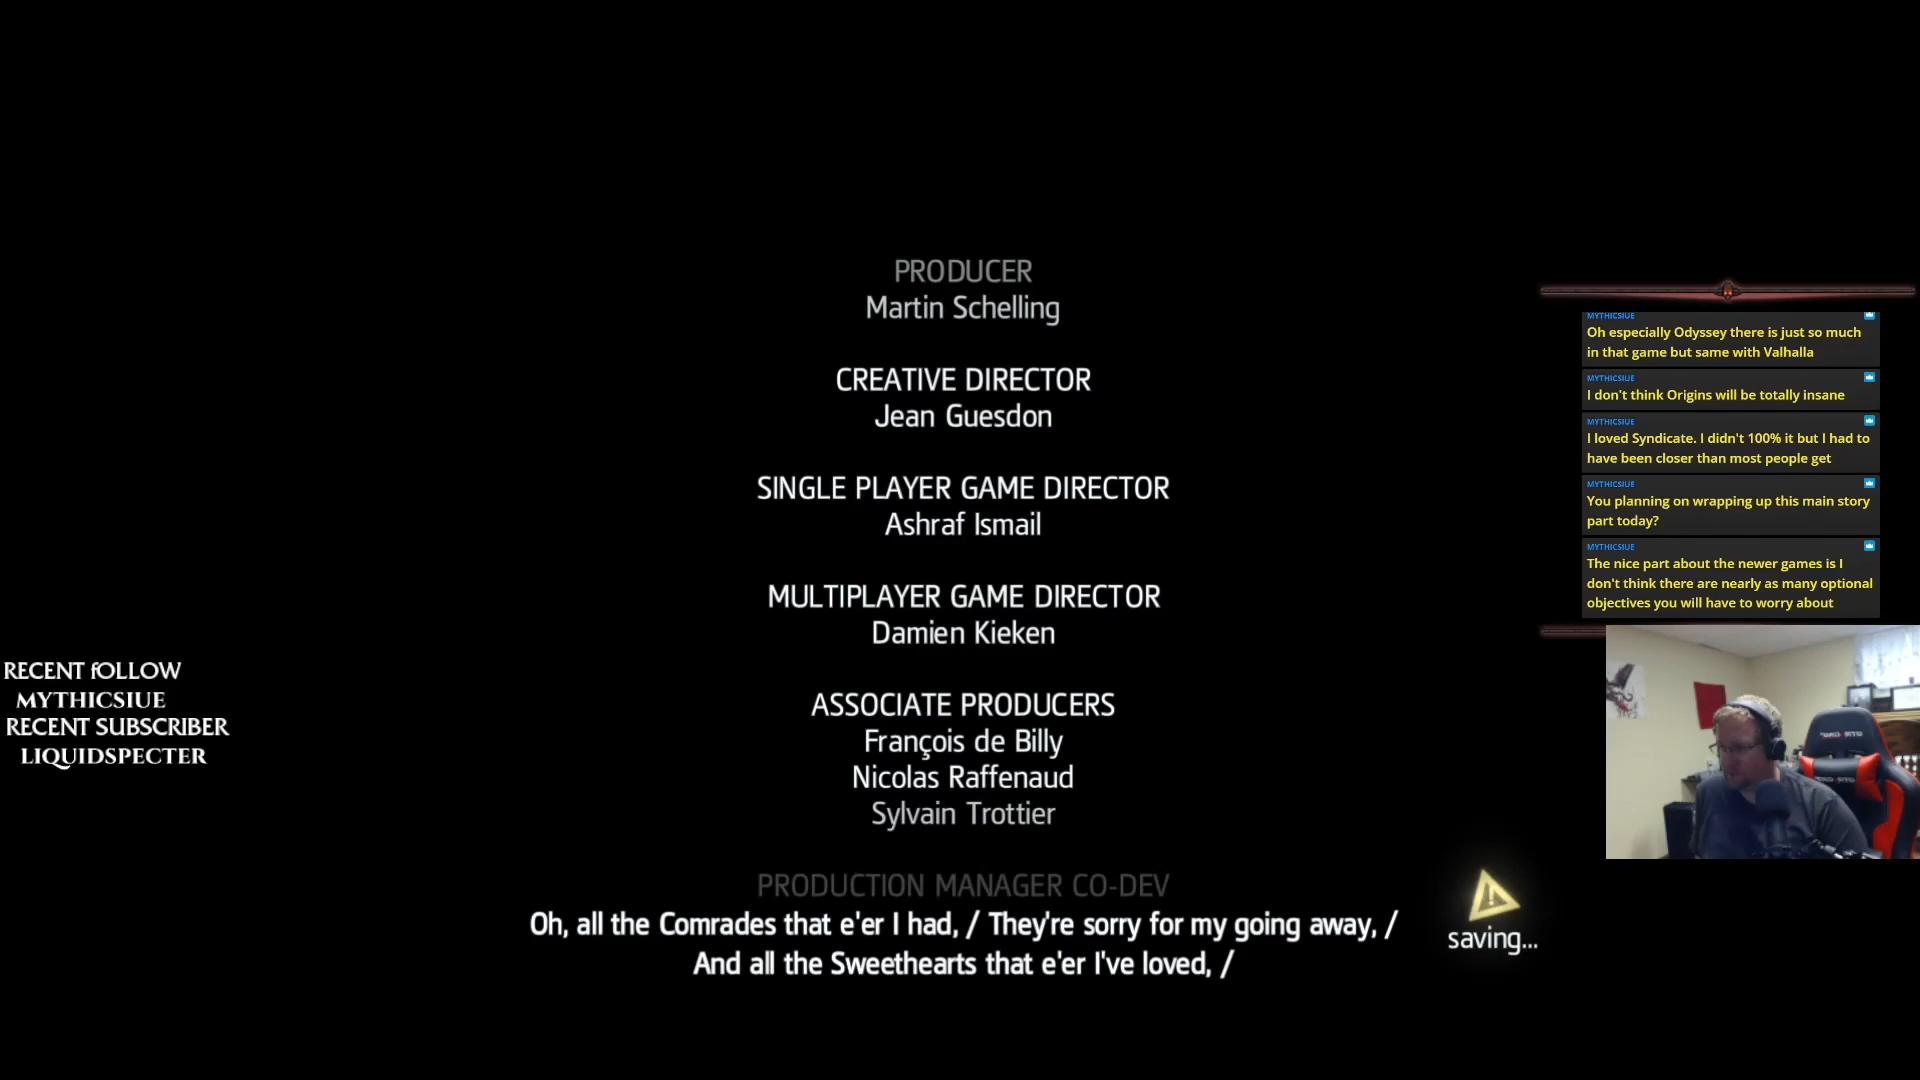 PRODUCER
Martin Schelling
CREATIVE DIRECTOR
Jean Guesdon
SINGLE PLAYER GAME DIRECTOR
Ashraf Ismail
MULTIPLAYER GAME DIRECTOR
Damien Kieken
ASSOCIATE PRODUCERS
François de Billy
Nicolas Raffenaud
Sylvain Trottier
PRODUCTION MANAGER CO-DEV
Oh, all the Comrades that e'er I had, / They're sorry for my going away, /
And all the Sweethearts that e'er I've loved, /
saving...
RECENT fOLLOW
MYTHICSIUE
RECENT SUBSCRIBER
LIQUIDSPECTER
MYTHICSIUE
Oh especially Odyssey there is just so much
in that game but same with Valhalla
MYTHICSIUE
I don't think Origins will be totally insane
MYTHICSIUE
I loved Syndicate. I didn't 100% it but I had to
have been closer than most people get
MYTHICSIUE
You planning on wrapping up this main story
part today?
MYTHICSIUE
The nice part about the newer games is I
don't think there are nearly as many optional
objectives you will have to worry about